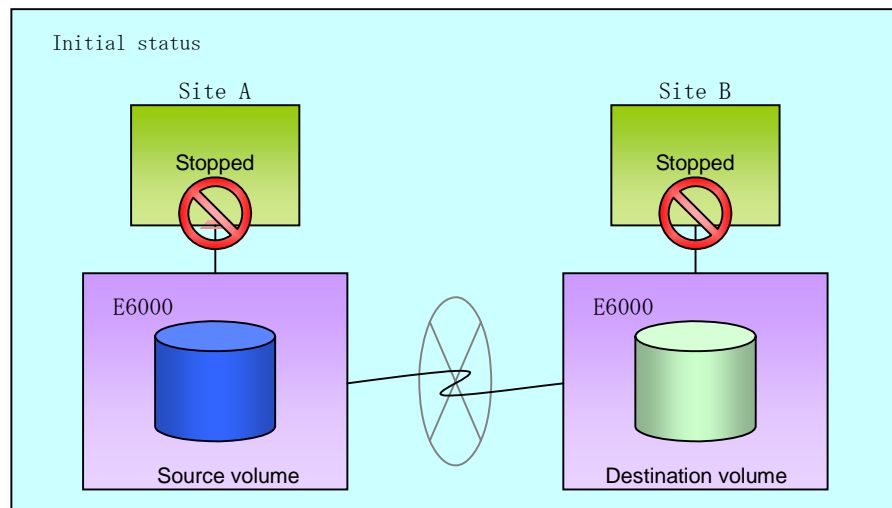 Initial status
Site A
Site B
Stopped
Stopped
E6000
E6000
Source volume
Destination volume